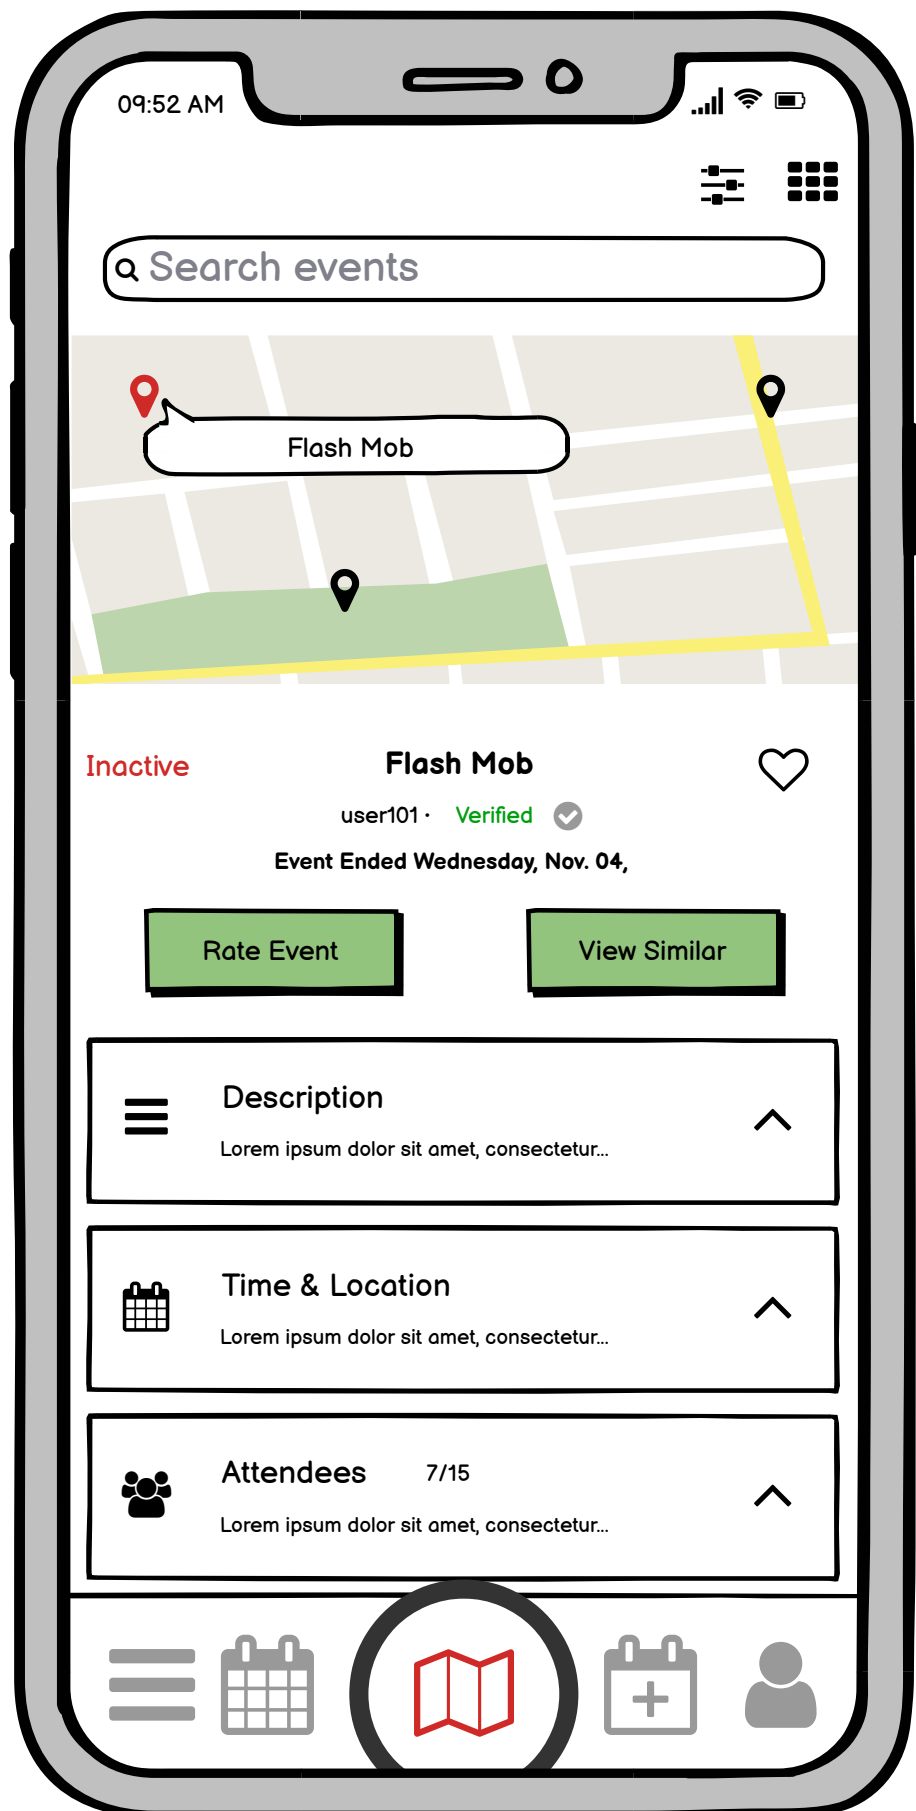 09:52 AM
Search events
Flash Mob
Inactive
Flash Mob
user101 · Verified
Event Ended Wednesday, Nov. 04,
Rate Event
View Similar
Description
Lorem ipsum dolor sit amet, consectetur...
Time & Location
Lorem ipsum dolor sit amet, consectetur...
Attendees 7/15
Lorem ipsum dolor sit amet, consectetur...